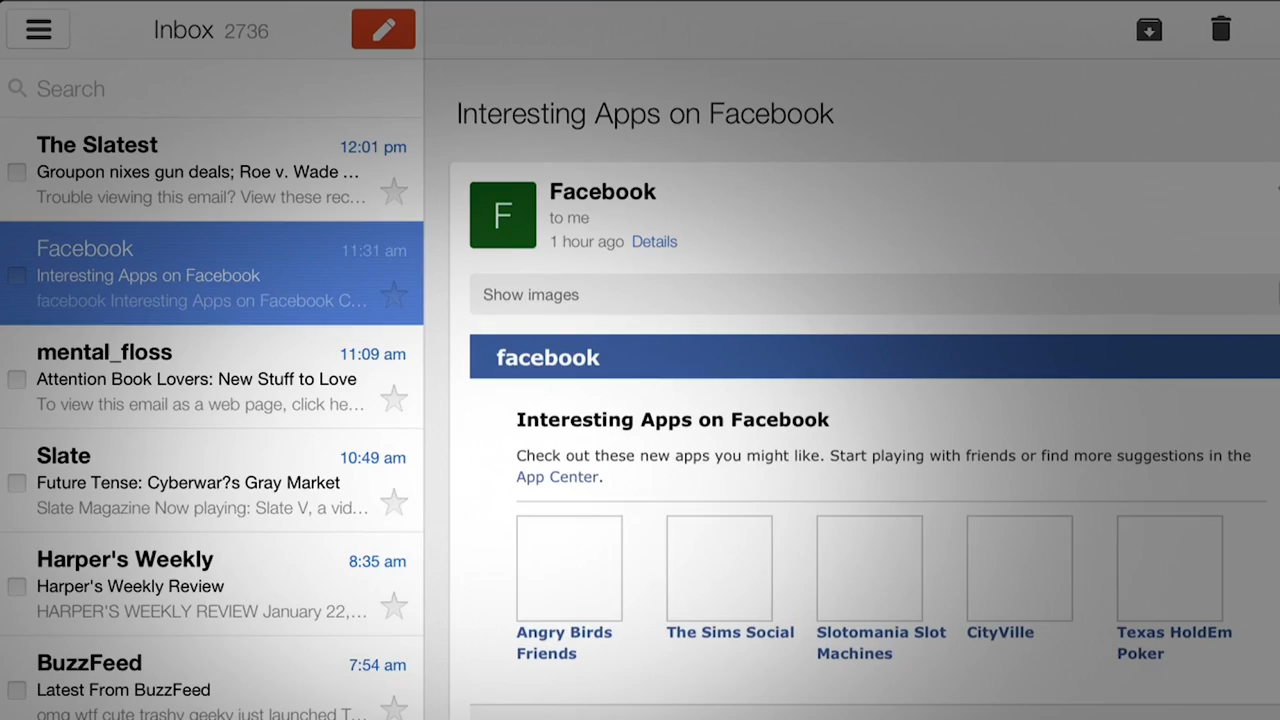 Inbox 2736
Search
The Slatest 12:01 pm
Groupon nixes gun deals; Roe v. Wade ...
Trouble viewing this email? View these rec...
Facebook 11:31 am
Interesting Apps on Facebook
facebook Interesting Apps on Facebook C...
mental_floss 11:09 am
Attention Book Lovers: New Stuff to Love
To view this email as a web page, click he...
Slate 10:49 am
Future Tense: Cyberwar?s Gray Market
Slate Magazine Now playing: Slate V, a vid...
Harper's Weekly 8:35 am
Harper's Weekly Review
HARPER'S WEEKLY REVIEW January 22,...
BuzzFeed 7:54 am
Latest From BuzzFeed
omg wtf cute trashy geeky just launched T...
Interesting Apps on Facebook
F
Facebook
to me
1 hour ago Details
Show images
facebook
Interesting Apps on Facebook
Check out these new apps you might like. Start playing with friends or find more suggestions in the
App Center.
Angry Birds Friends
The Sims Social
Slotomania Slot Machines
CityVille
Texas HoldEm Poker